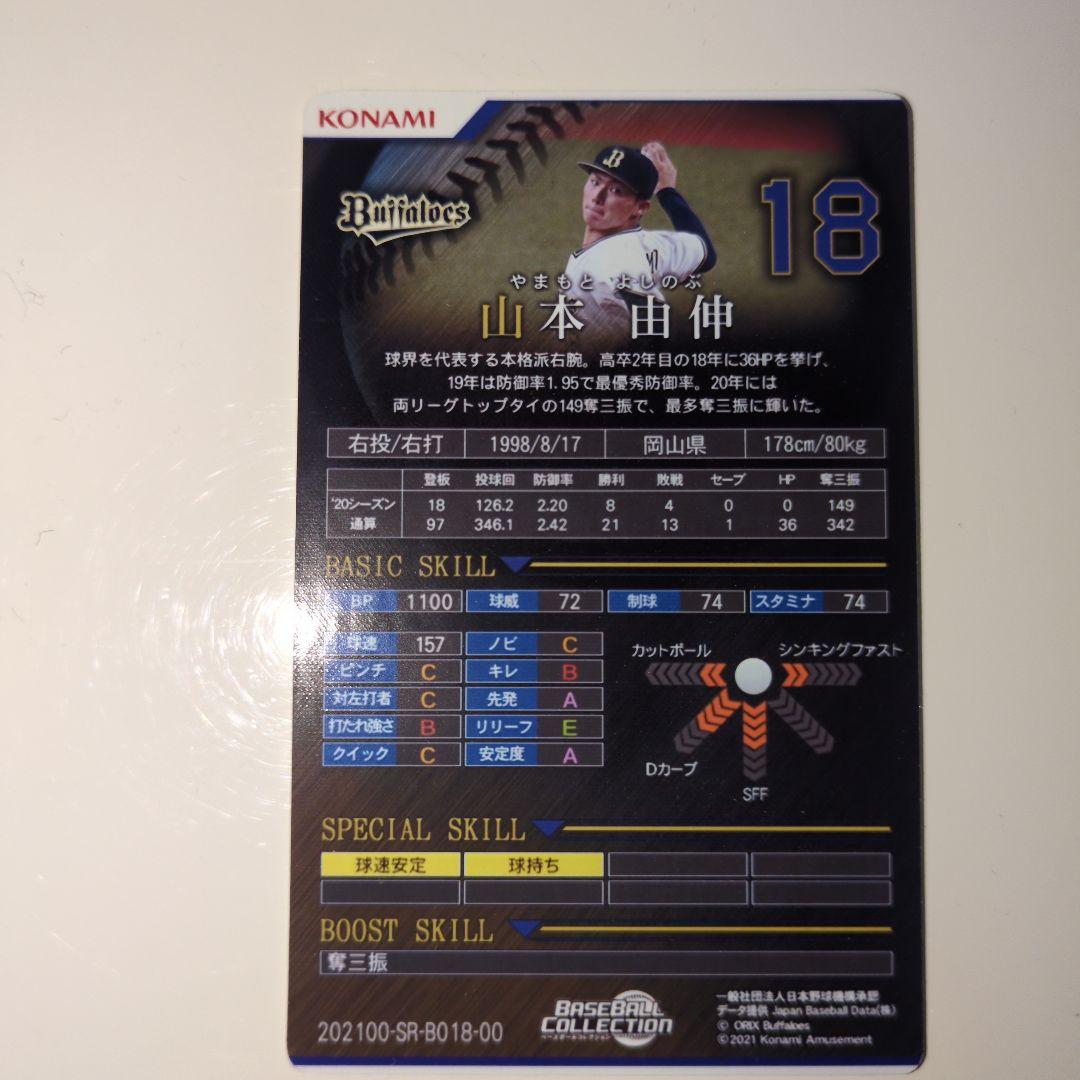 KONAMI
Buffaloes
18
やまもと よしのぶ
山本 由伸
球界を代表する本格派右腕。高卒2年目の18年に36HPを挙げ、
19年は防御率1.95で最優秀防御率。20年には
両リーグトップタイの149奪三振で、最多奪三振に輝いた。
右投/右打 1998/8/17 岡山県 178cm/80kg
登板 投球回 防御率 勝利 敗戦 セーブ HP 奪三振
'20シーズン 18 126.2 2.20 8 4 0 0 149
通算 97 346.1 2.42 21 13 1 36 342
BASIC SKILL
BP 1100 球威 72 制球 74 スタミナ 74
球速 157 ノビ C
ピンチ C キレ B
対左打者 C 先発 A
打たれ強さ B リリーフ E
クイック C 安定度 A
カットボール シンキングファスト
Dカーブ
SFF
SPECIAL SKILL
球速安定 球持ち
BOOST SKILL
奪三振
202100-SR-B018-00
BASEBALL
COLLECTION
ベースボールコレクション
一般社団法人日本野球機構承認
データ提供 Japan Baseball Data(株)
© ORIX Buffaloes
©2021 Konami Amusement